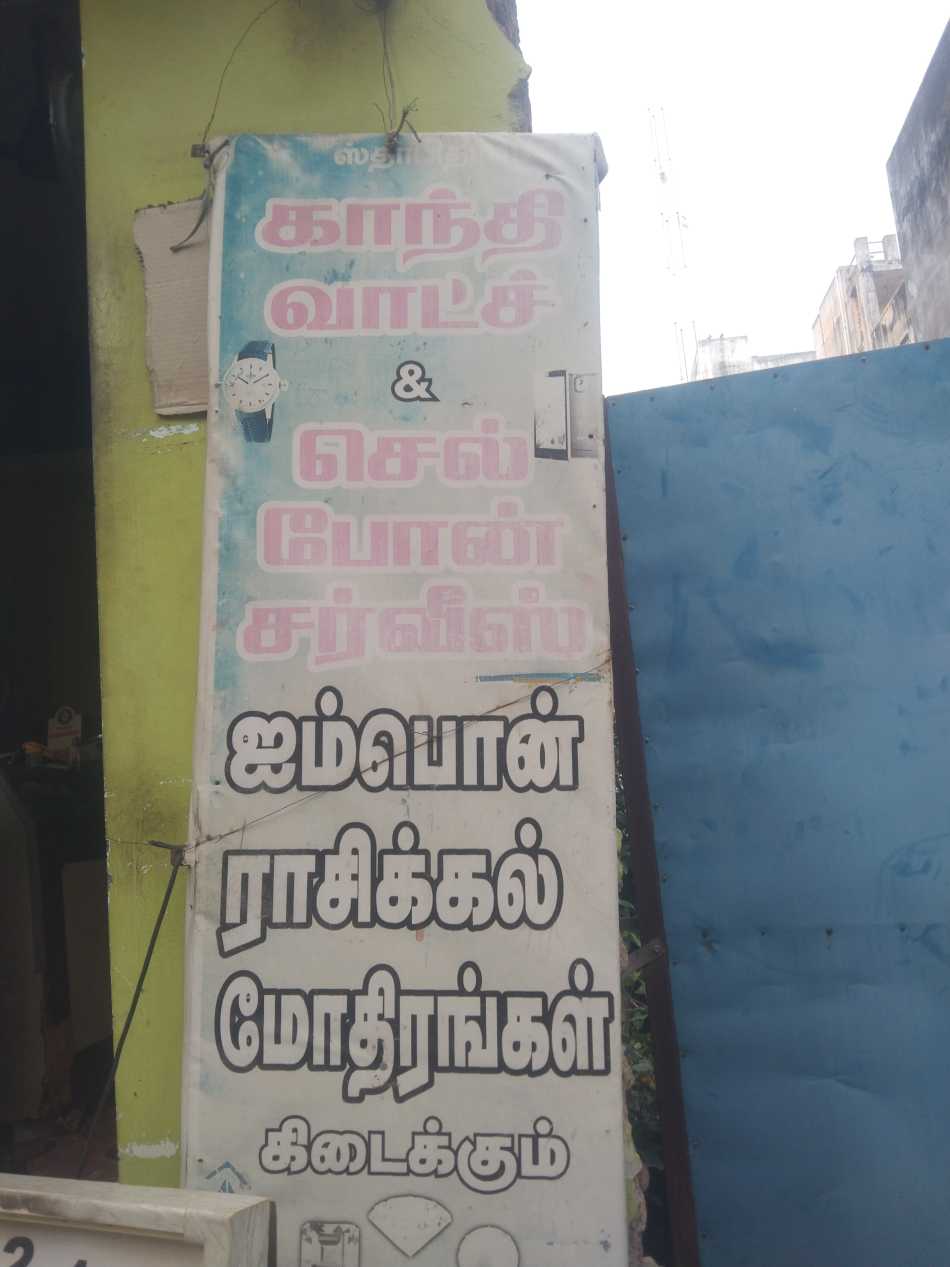 காந்தி
வாட்ச்
&
செல்
போண்
சர்வீஸ்
ஐம்பொன்
ராசிக்கல்
மோதிரங்கள்
கிடைக்கும்